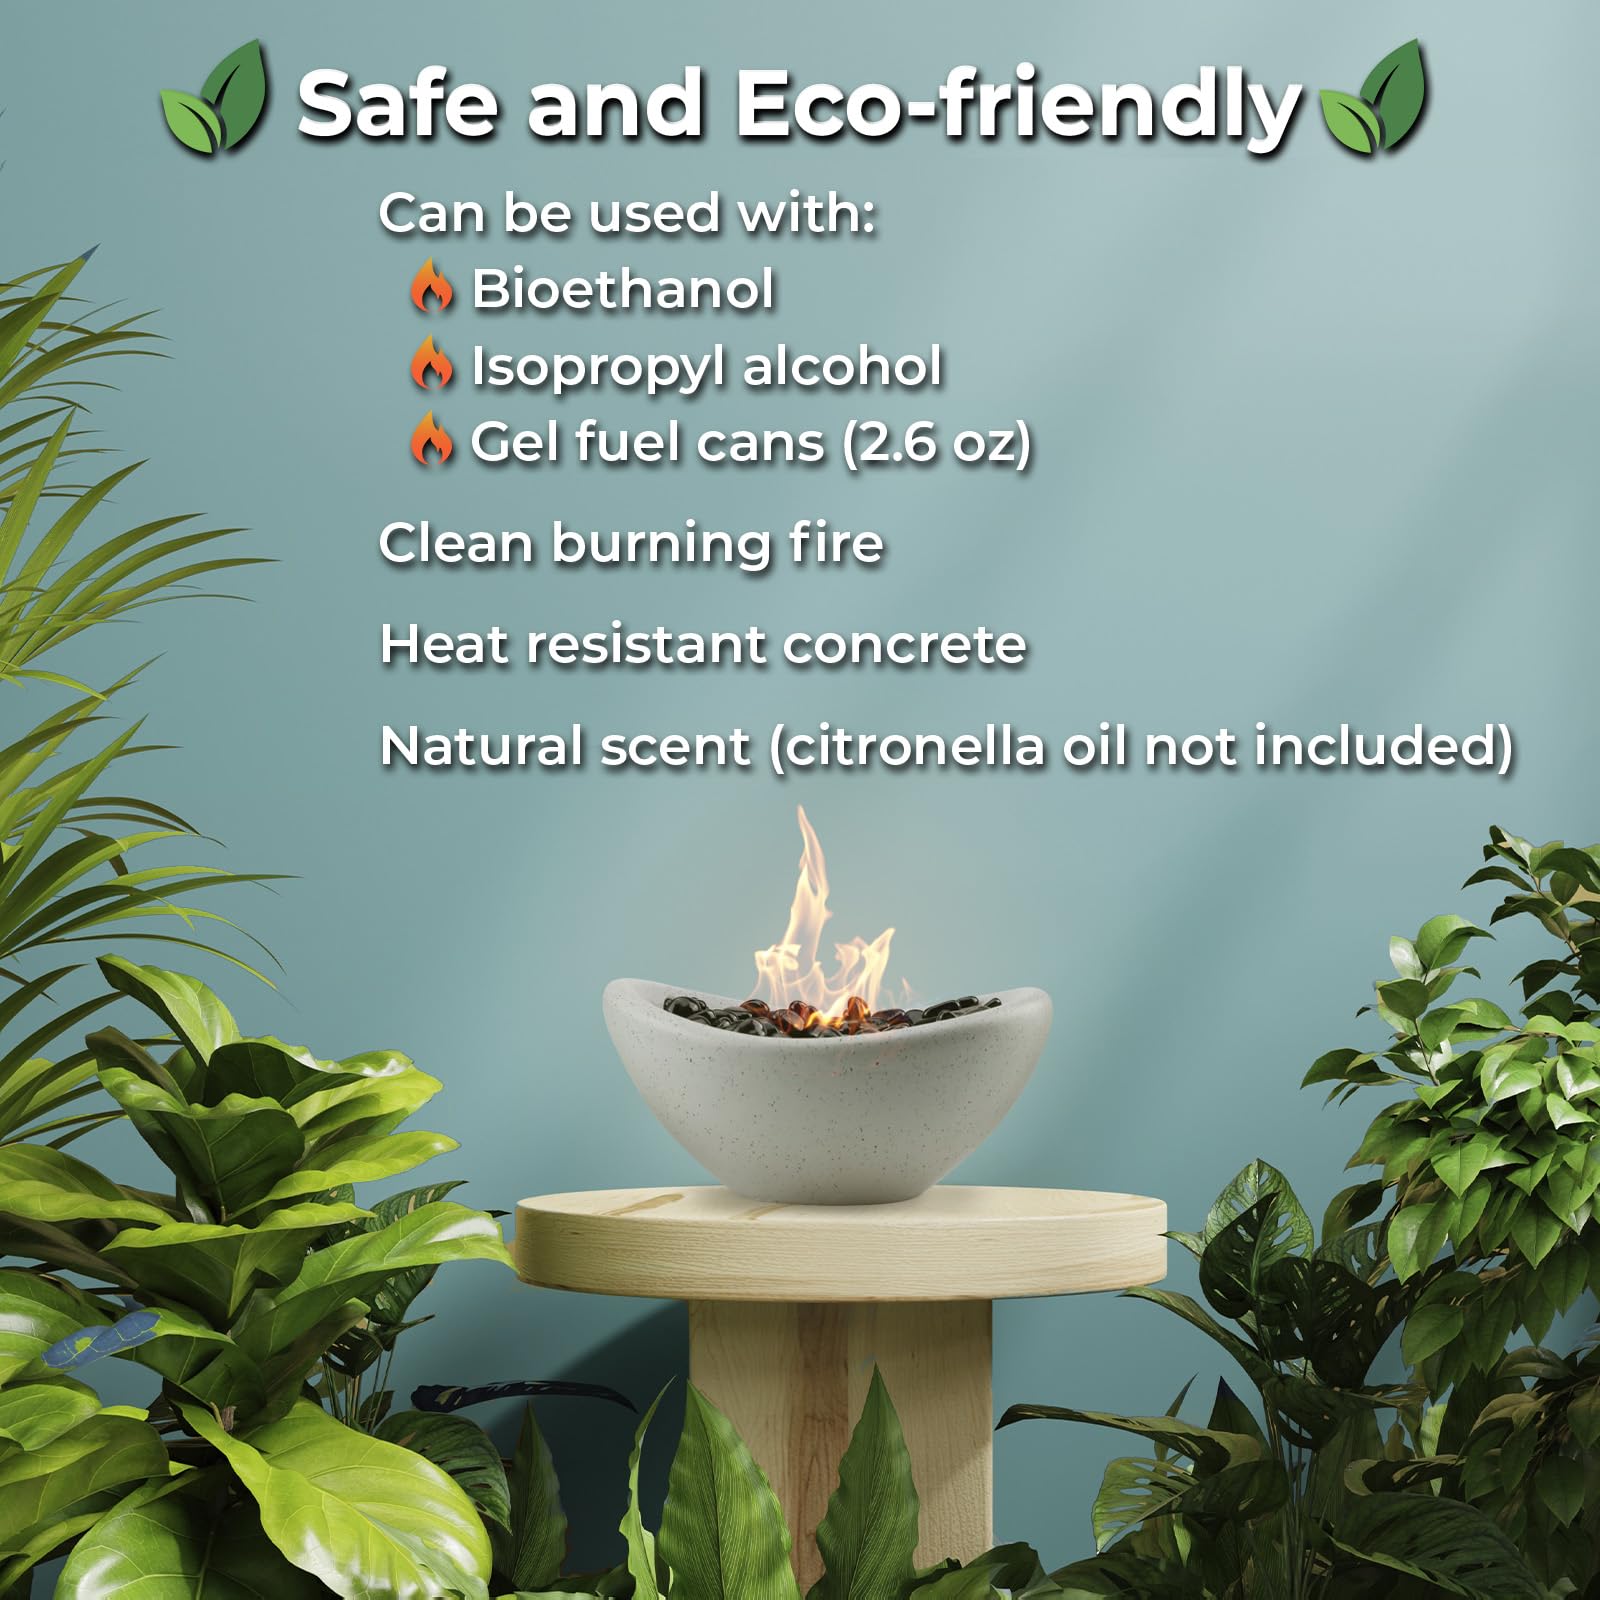 Safe and Eco-friendly
Can be used with:
Bioethanol
Isopropyl alcohol
Gel fuel cans (2.6 oz)
Clean burning fire
Heat resistant concrete
Natural scent (citronella oil not included)